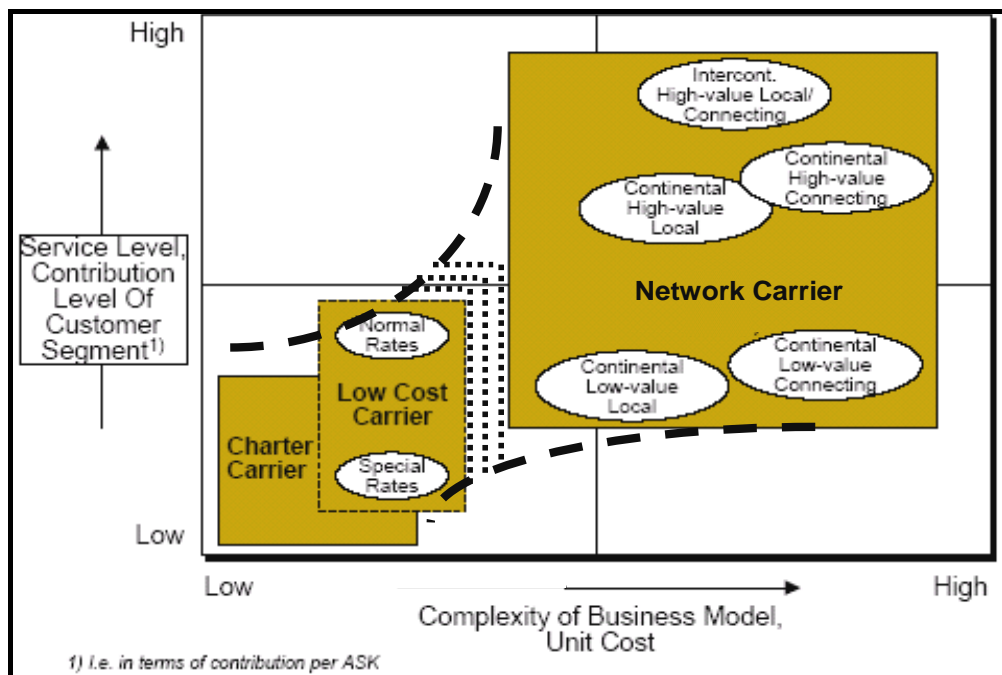 High
Intercont.
High-value Local/
Connecting
Continental
High-value
Connecting
Continental
High-value
Local
Service Level,
Contribution
Level Of
Customer
Segment1)
Network Carrier
Normal
Rates
Continental
Low-value
Connecting
Continental
Low-value
Local
Low Cost
Carrier
Charter
Carrier
Special
Rates
Low
Low
High
Complexity of Business Model,
Unit Cost
1) I.e. in terms of contribution per ASK